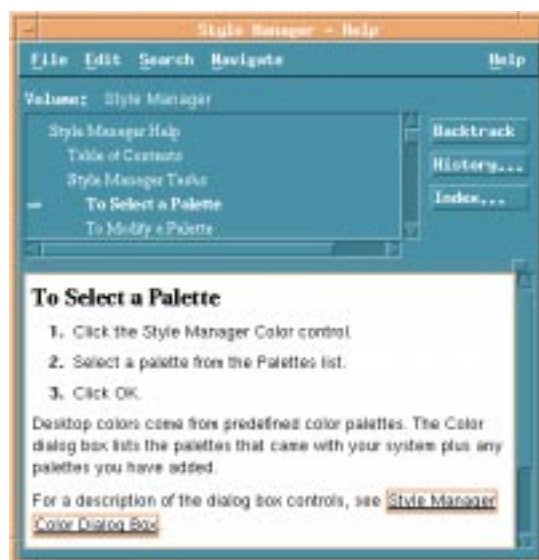 Style Manager - Help
File Edit Search Navigate Help
Volume: Style Manager
Style Manager Help
Table of Contents
Style Manager Tasks
To Select a Palette
To Modify a Palette
Backtrack
History...
Index...
To Select a Palette
1. Click the Style Manager Color control.
2. Select a palette from the Palettes list.
3. Click OK.
Desktop colors come from predefined color palettes. The Color
dialog box lists the palettes that came with your system plus any
palettes you have added.
For a description of the dialog box controls, see Style Manager
Color Dialog Box